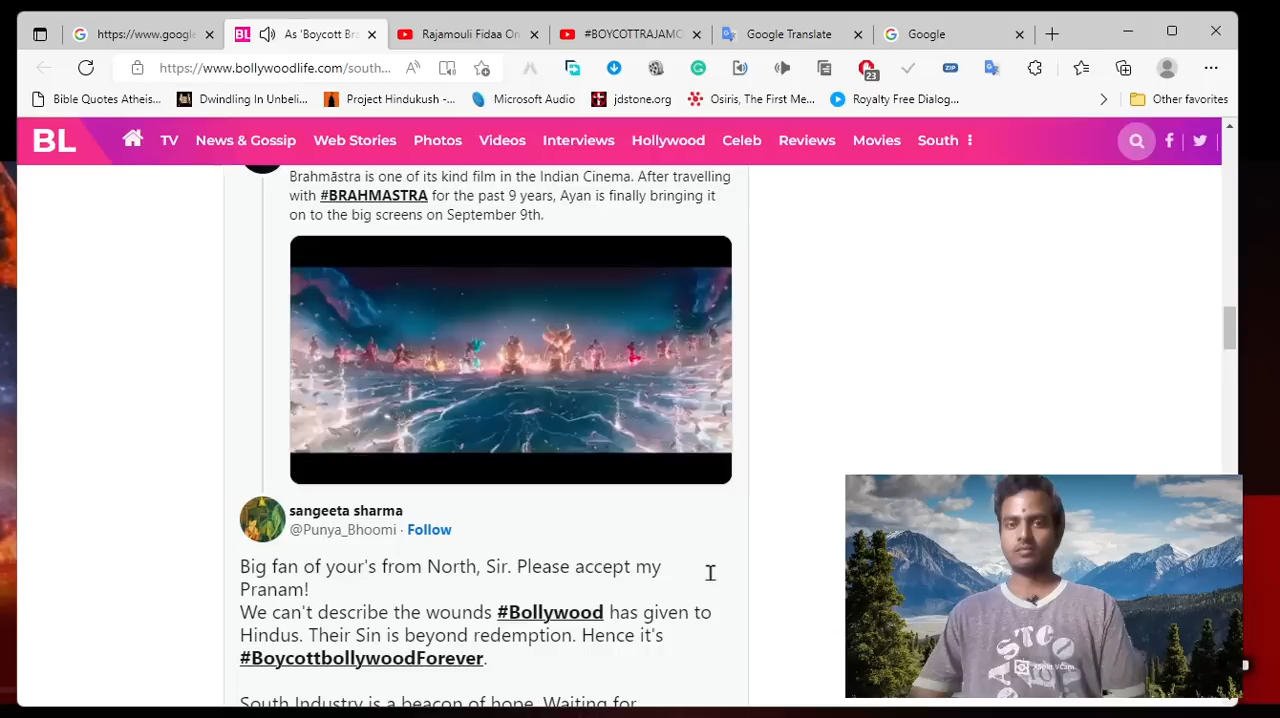 https://www.google
As 'Boycott Bra
Rajamouli Fidaa On
#BOYCOTTRAJAMO
Google Translate
Google
https://www.bollywoodlife.com/south...
23
ZIP
Bible Quotes Atheis...
Dwindling In Unbeli...
Project Hindukush -...
Microsoft Audio
jdstone.org
Osiris, The First Me...
Royalty Free Dialog...
Other favorites
BL
TV
News & Gossip
Web Stories
Photos
Videos
Interviews
Hollywood
Celeb
Reviews
Movies
South
Brahmāstra is one of its kind film in the Indian Cinema. After travelling
with #BRAHMASTRA for the past 9 years, Ayan is finally bringing it
on to the big screens on September 9th.
sangeeta sharma
@Punya_Bhoomi · Follow
Big fan of your's from North, Sir. Please accept my
Pranam!
We can't describe the wounds #Bollywood has given to
Hindus. Their Sin is beyond redemption. Hence it's
#BoycottbollywoodForever.
South Industry is a beacon of hope. Waiting for
XSplit VCam